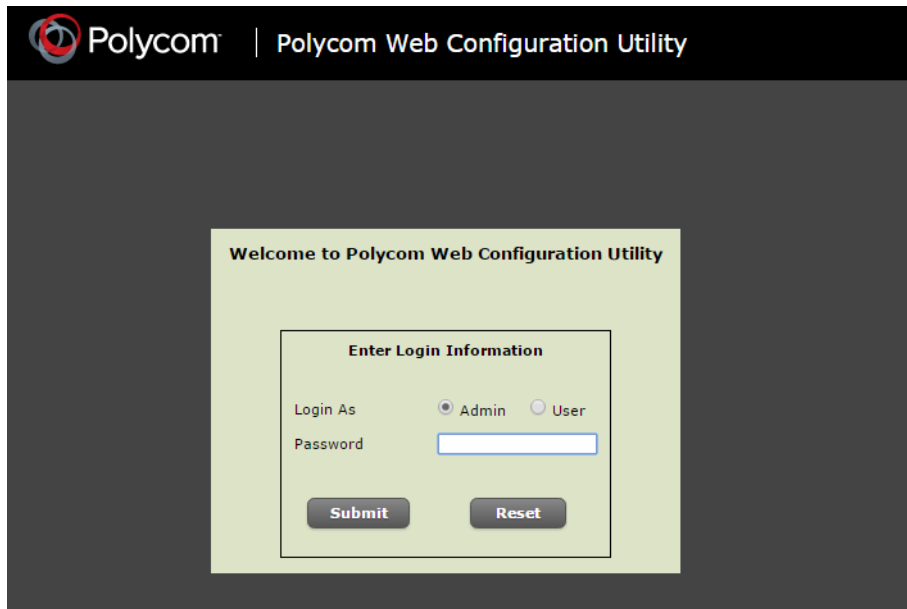 Polycom | Polycom Web Configuration Utility
Welcome to Polycom Web Configuration Utility
Enter Login Information
Login As Admin User
Password
Submit Reset